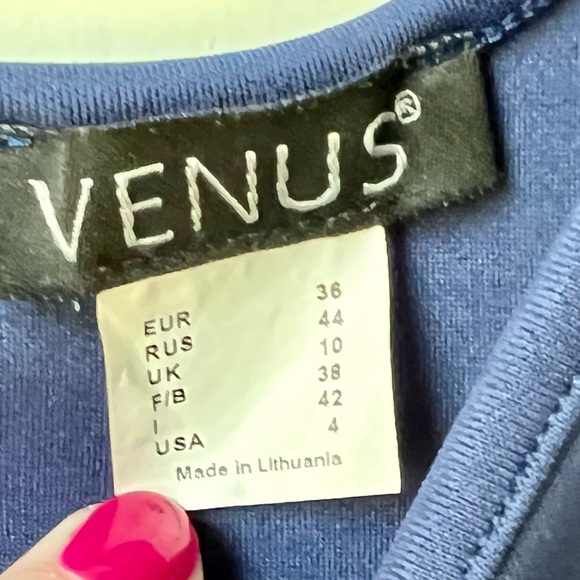 VENUS®
EUR 36
RUS 44
UK 10
F/B 38
I 42
USA 4
Made in Lithuania